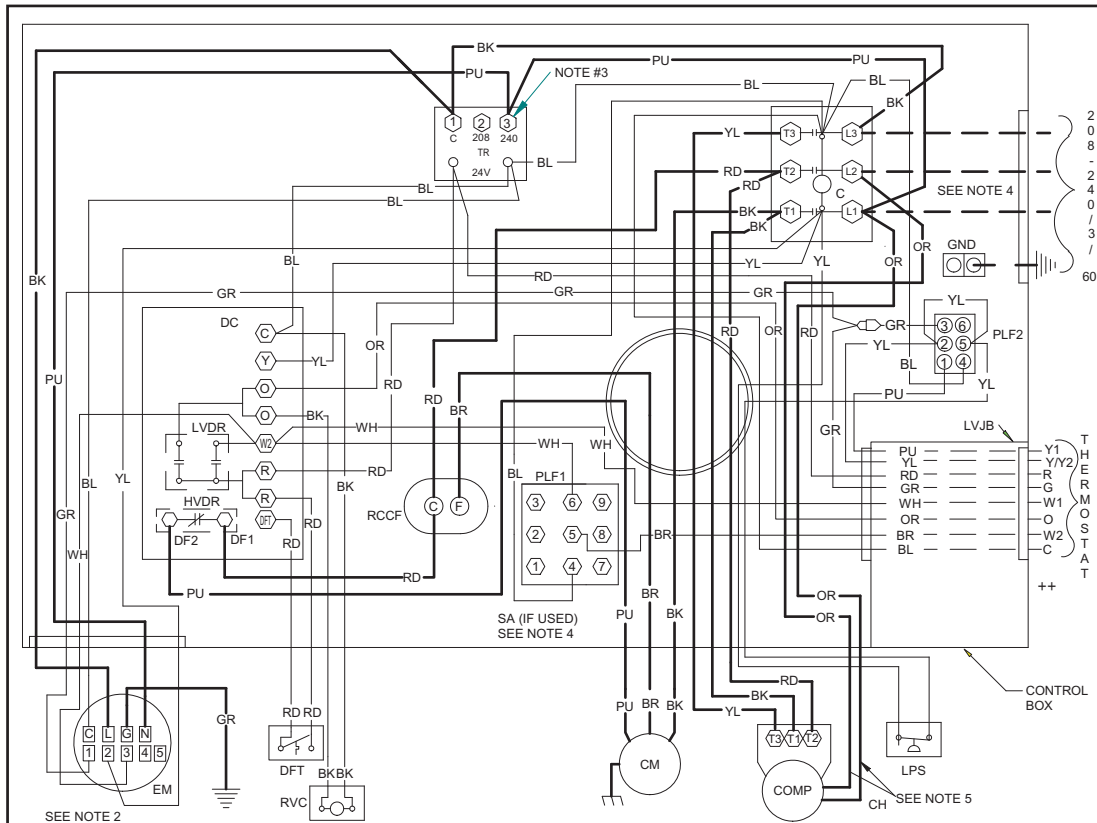 BK
PU
NOTE #3
PU
PU
BL
BL
BK
1
2
3
C
208
240
TR
24V
BL
BL
BL
YL
T3
L3
RD
RD
T2
L2
C
BK
BK
T1
L1
SEE NOTE 4
208-240/3/60
YL
YL
OR
OR
GND
BL
BK
GR
RD
GR
GR
YL
DC
C
Y
YL
OR
RD
RD
OR
RD
GR
3
6
2
5
1
4
PLF2
YL
BL
YL
PU
PU
O
O
BK
LVDR
W2
WH
WH
WH
RD
BR
GR
LVJB
R
RD
R
YL
BL
GR
WH
BK
BL
RCCF
C
F
PLF1
3
6
9
2
5
8
1
4
7
BR
HVDR
DF2
DF1
DFT
RD
RD
RD
PU
PU
YL
RD
GR
WH
OR
BR
BL
Y1
Y/Y2
R
G
W1
O
W2
C
THERMOSTAT
++
SA (IF USED)
SEE NOTE 4
PU
BR
BK
OR
OR
GR
RD
RD
PU
BR
BK
RD
BK
YL
CONTROL
BOX
C
L
G
N
1
2
3
4
5
EM
DFT
BK
BK
RVC
CM
T3
T1
T2
COMP
CH
SEE NOTE 5
LPS
SEE NOTE 2